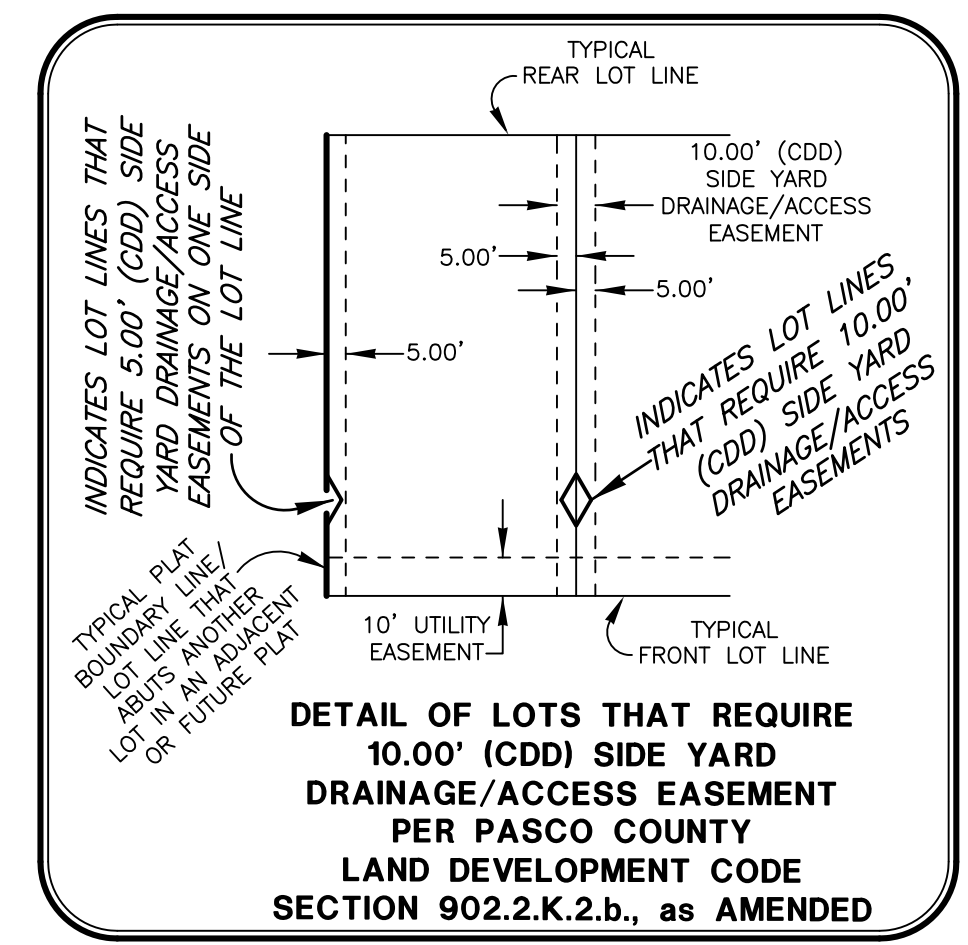 TYPICAL
REAR LOT LINE
INDICATES LOT LINES THAT
REQUIRE 5.00' (CDD) SIDE
YARD DRAINAGE/ACCESS
EASEMENTS ON ONE SIDE
OF THE LOT LINE
10.00' (CDD)
SIDE YARD
DRAINAGE/ACCESS
EASEMENT
5.00'
5.00'
5.00'
INDICATES LOT LINES
THAT REQUIRE 10.00'
(CDD) SIDE YARD
DRAINAGE/ACCESS
EASEMENTS
TYPICAL PLAT
BOUNDARY LINE/
LOT LINE THAT
ABUTS ANOTHER
LOT IN AN ADJACENT
OR FUTURE PLAT
10' UTILITY
EASEMENT
TYPICAL
FRONT LOT LINE
DETAIL OF LOTS THAT REQUIRE
10.00' (CDD) SIDE YARD
DRAINAGE/ACCESS EASEMENT
PER PASCO COUNTY
LAND DEVELOPMENT CODE
SECTION 902.2.K.2.b., as AMENDED